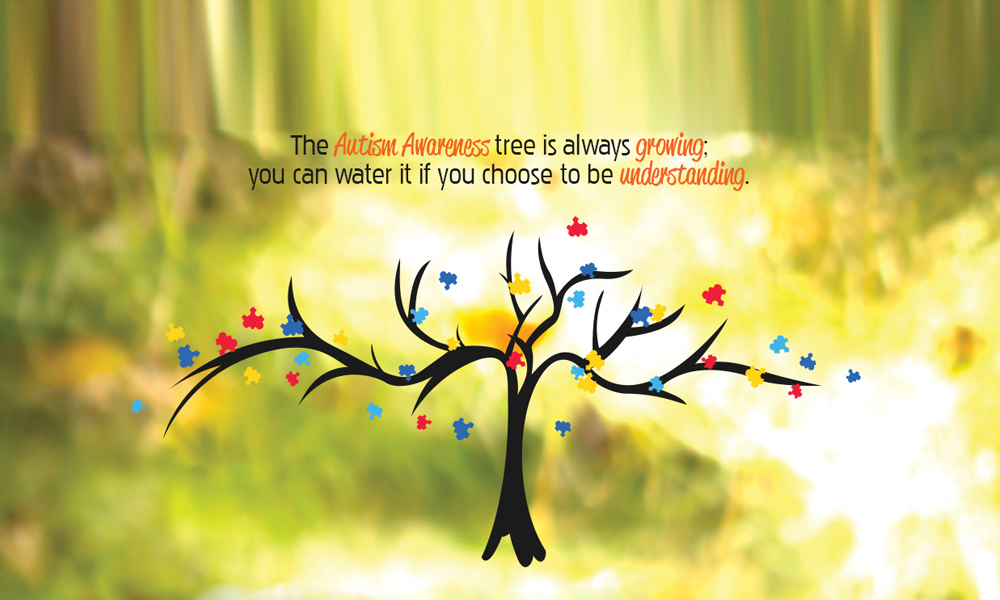 The Autism Awareness tree is always growing;
you can water it if you choose to be understanding.